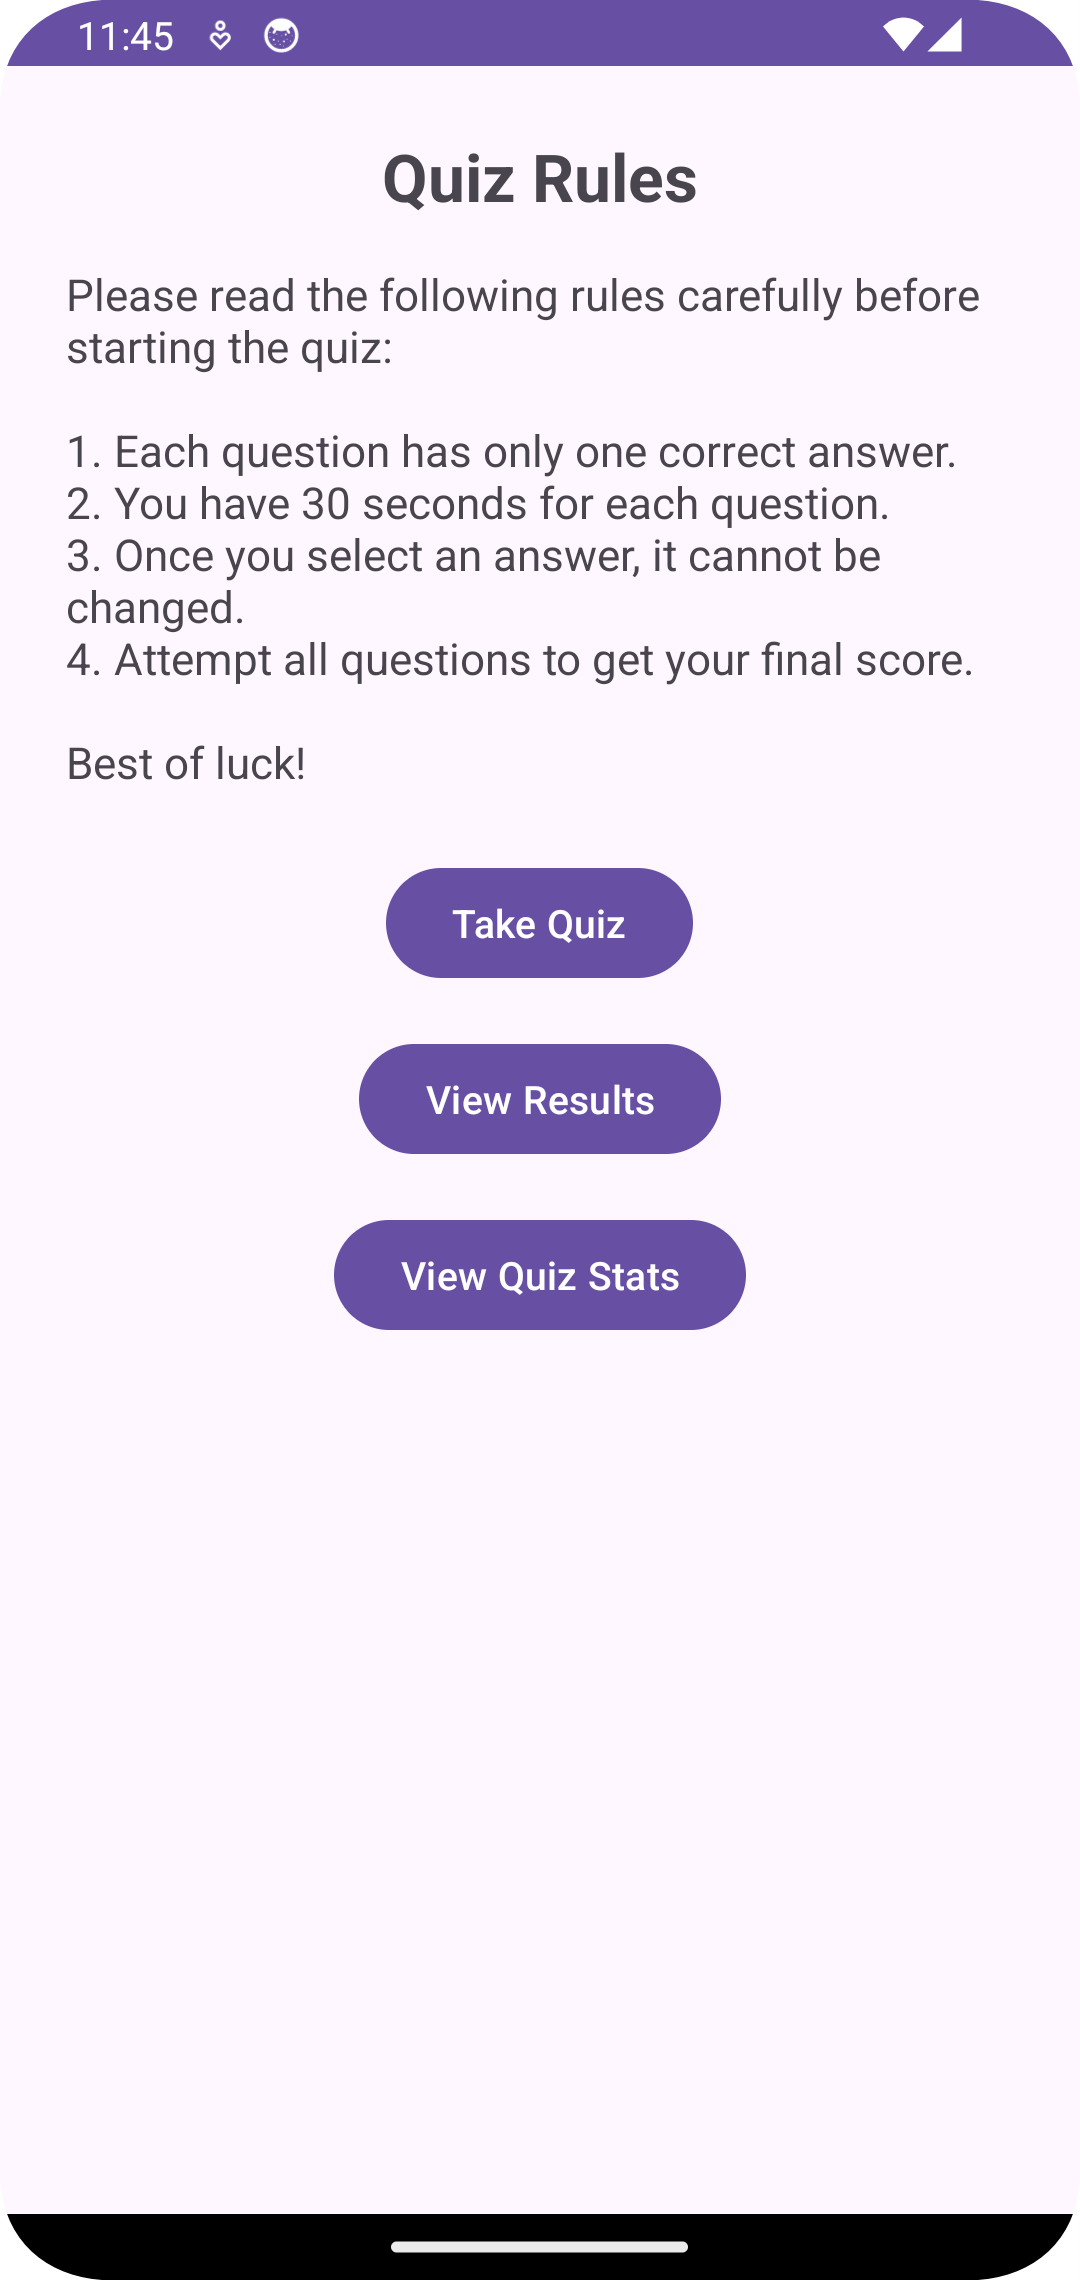 11:45
Quiz Rules
Please read the following rules carefully before
starting the quiz:
1. Each question has only one correct answer.
2. You have 30 seconds for each question.
3. Once you select an answer, it cannot be
changed.
4. Attempt all questions to get your final score.
Best of luck!
Take Quiz
View Results
View Quiz Stats